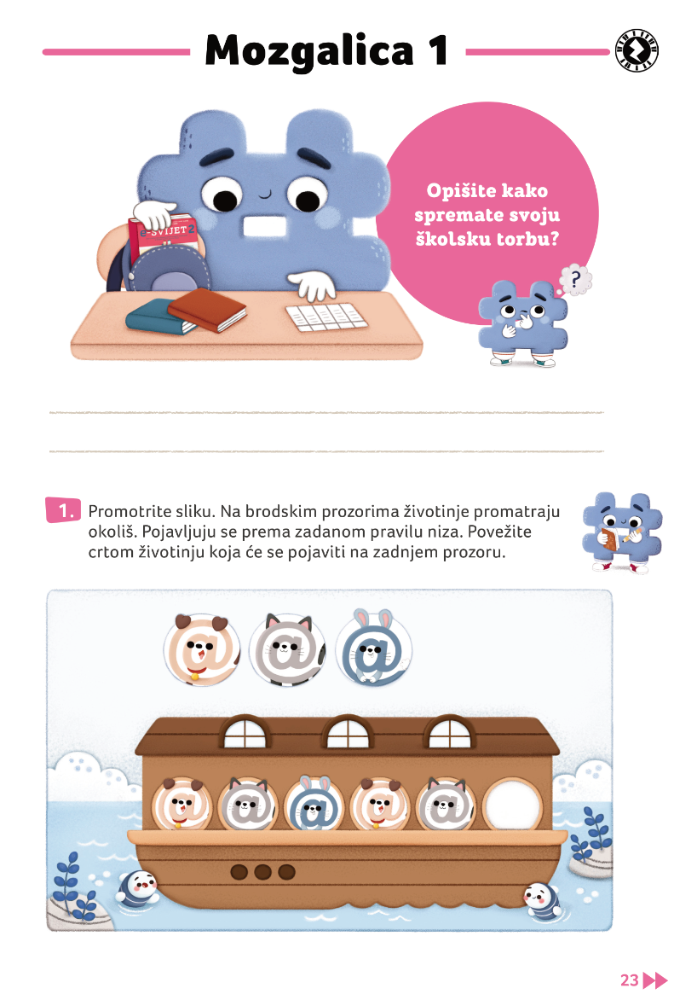 Mozgalica 1
Opišite kako
spremate svoju
školsku torbu?
e-SVIJET 2
?
1. Promotrite sliku. Na brodskim prozorima životinje promatraju
okoliš. Pojavljuju se prema zadanom pravilu niza. Povežite
crtom životinju koja će se pojaviti na zadnjem prozoru.
@ @ @
@ @ @ @ @
23